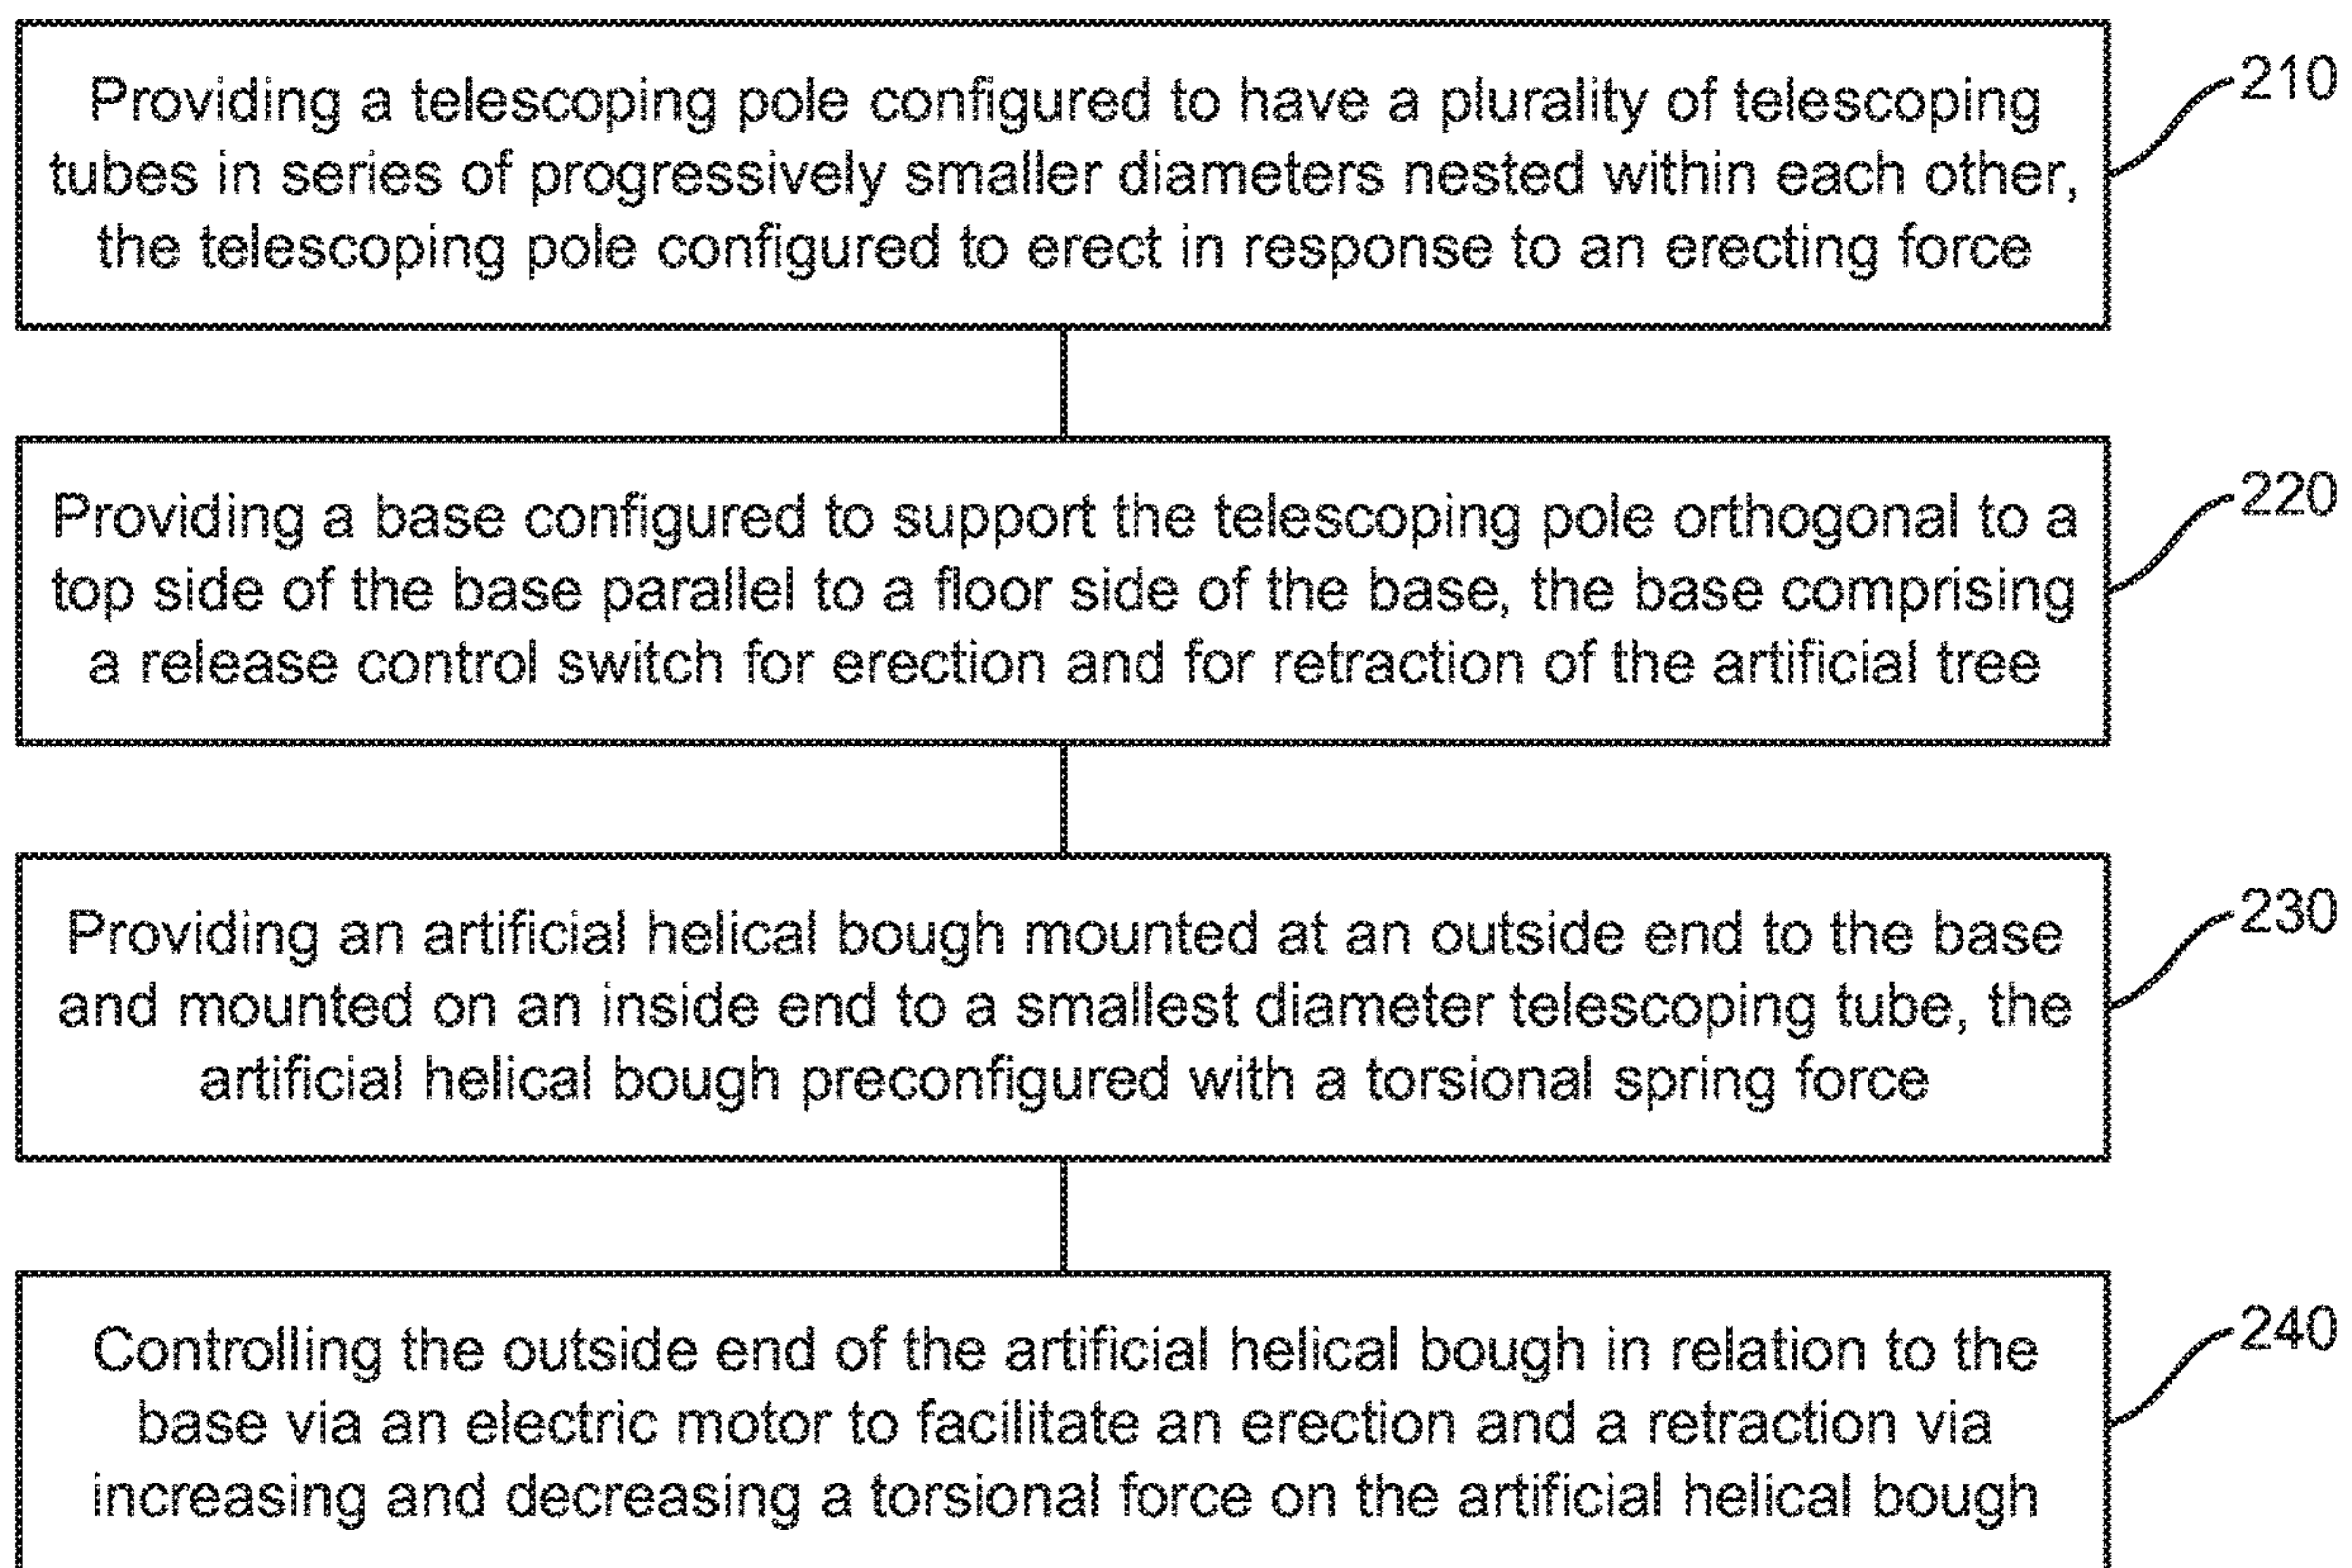 Providing a telescoping pole configured to have a plurality of telescoping
tubes in series of progressively smaller diameters nested within each other,
the telescoping pole configured to erect in response to an erecting force
210
Providing a base configured to support the telescoping pole orthogonal to a
top side of the base parallel to a floor side of the base, the base comprising
a release control switch for erection and for retraction of the artificial tree
220
Providing an artificial helical bough mounted at an outside end to the base
and mounted on an inside end to a smallest diameter telescoping tube, the
artificial helical bough preconfigured with a torsional spring force
230
Controlling the outside end of the artificial helical bough in relation to the
base via an electric motor to facilitate an erection and a retraction via
increasing and decreasing a torsional force on the artificial helical bough
240